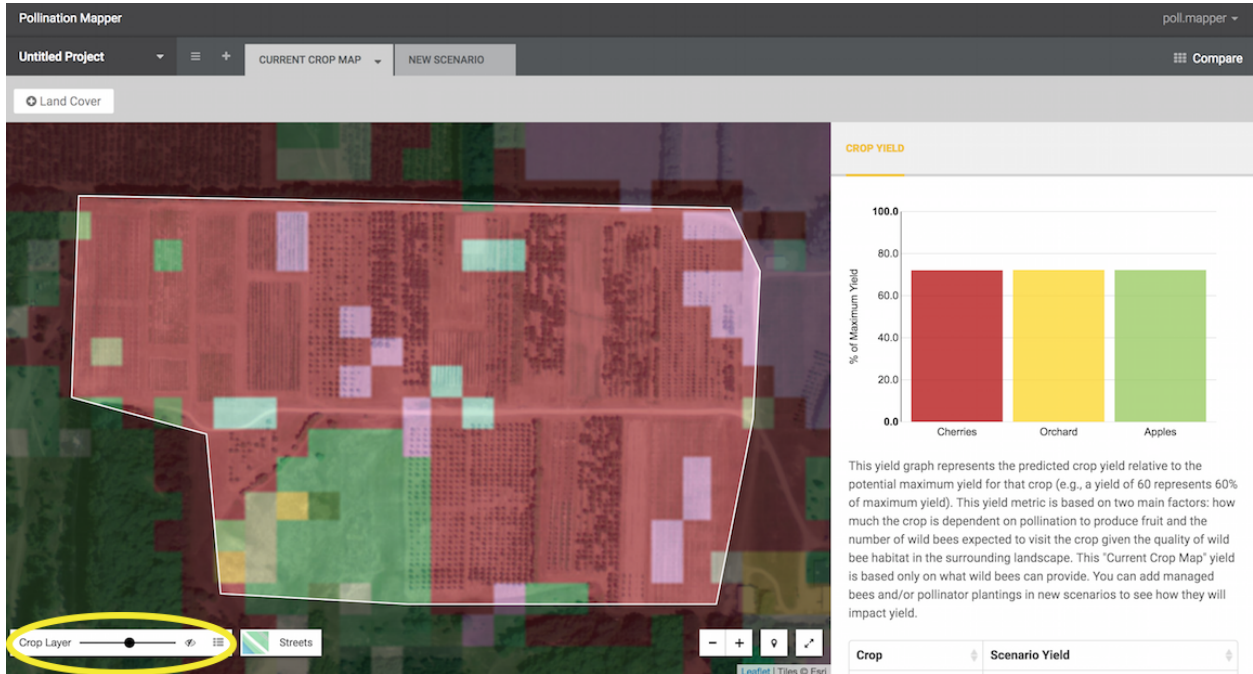 Pollination Mapper
poll.mapper
Untitled Project
CURRENT CROP MAP
NEW SCENARIO
Compare
Land Cover
CROP YIELD
100.0
80.0
60.0
40.0
20.0
0.0
% of Maximum Yield
Cherries
Orchard
Apples
This yield graph represents the predicted crop yield relative to the
potential maximum yield for that crop (e.g., a yield of 60 represents 60%
of maximum yield). This yield metric is based on two main factors: how
much the crop is dependent on pollination to produce fruit and the
number of wild bees expected to visit the crop given the quality of wild
bee habitat in the surrounding landscape. This "Current Crop Map" yield
is based only on what wild bees can provide. You can add managed
bees and/or pollinator plantings in new scenarios to see how they will
impact yield.
Crop Layer
Streets
Leaflet | Tiles © Esri
Crop
Scenario Yield